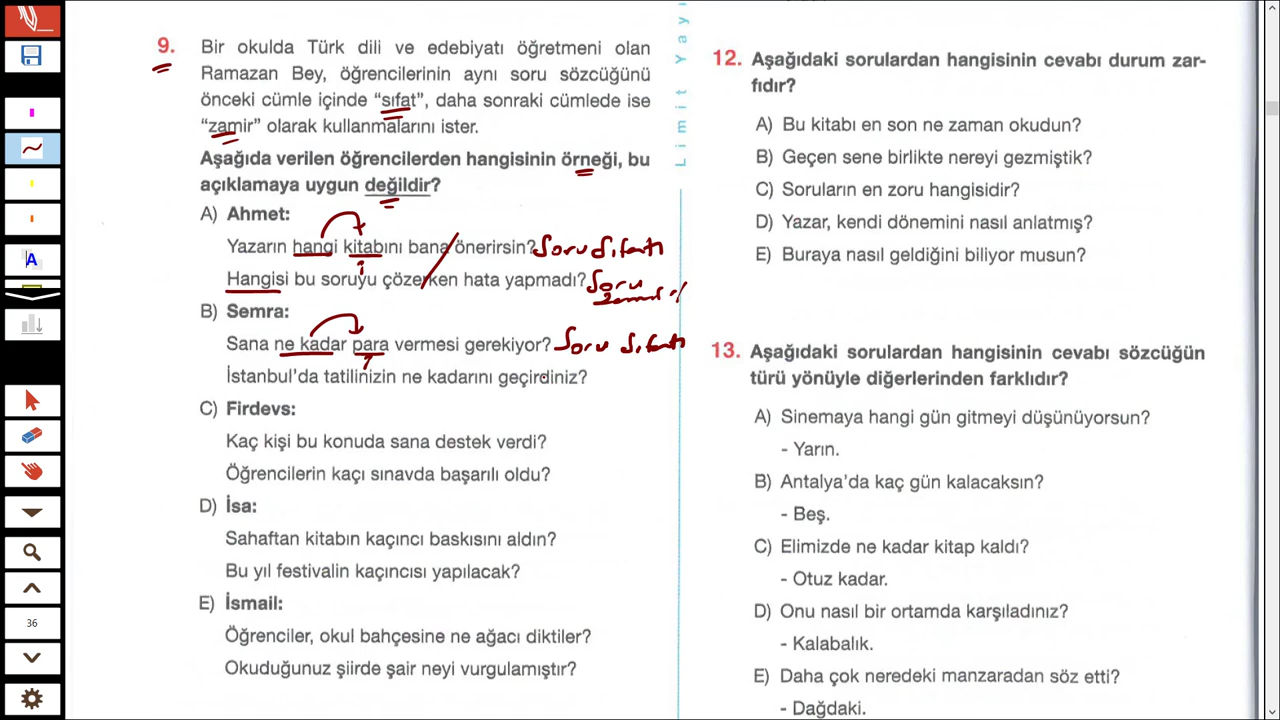 9. Bir okulda Türk dili ve edebiyatı öğretmeni olan
Ramazan Bey, öğrencilerinin aynı soru sözcüğünü
önceki cümle içinde “sıfat”, daha sonraki cümlede ise
“zamir” olarak kullanmalarını ister.
Aşağıda verilen öğrencilerden hangisinin örneği, bu
açıklamaya uygun değildir?
A) Ahmet:
Yazarın hangi kitabını bana önerirsin? Soru Sıfatı
Hangisi bu soruyu çözerken hata yapmadı? Soru
zamiri
B) Semra:
Sana ne kadar para vermesi gerekiyor? Soru Sıfatı
İstanbul’da tatilinizin ne kadarını geçirdiniz?
C) Firdevs:
Kaç kişi bu konuda sana destek verdi?
Öğrencilerin kaçı sınavda başarılı oldu?
D) İsa:
Sahaftan kitabın kaçıncı baskısını aldın?
Bu yıl festivalin kaçıncısı yapılacak?
E) İsmail:
Öğrenciler, okul bahçesine ne ağacı diktiler?
Okuduğunuz şiirde şair neyi vurgulamıştır?
Limit Yayı
12. Aşağıdaki sorulardan hangisinin cevabı durum zar-
fıdır?
A) Bu kitabı en son ne zaman okudun?
B) Geçen sene birlikte nereyi gezmiştik?
C) Soruların en zoru hangisidir?
D) Yazar, kendi dönemini nasıl anlatmış?
E) Buraya nasıl geldiğini biliyor musun?
13. Aşağıdaki sorulardan hangisinin cevabı sözcüğün
türü yönüyle diğerlerinden farklıdır?
A) Sinemaya hangi gün gitmeyi düşünüyorsun?
- Yarın.
B) Antalya’da kaç gün kalacaksın?
- Beş.
C) Elimizde ne kadar kitap kaldı?
- Otuz kadar.
D) Onu nasıl bir ortamda karşıladınız?
- Kalabalık.
E) Daha çok neredeki manzaradan söz etti?
- Dağdaki.
A
36